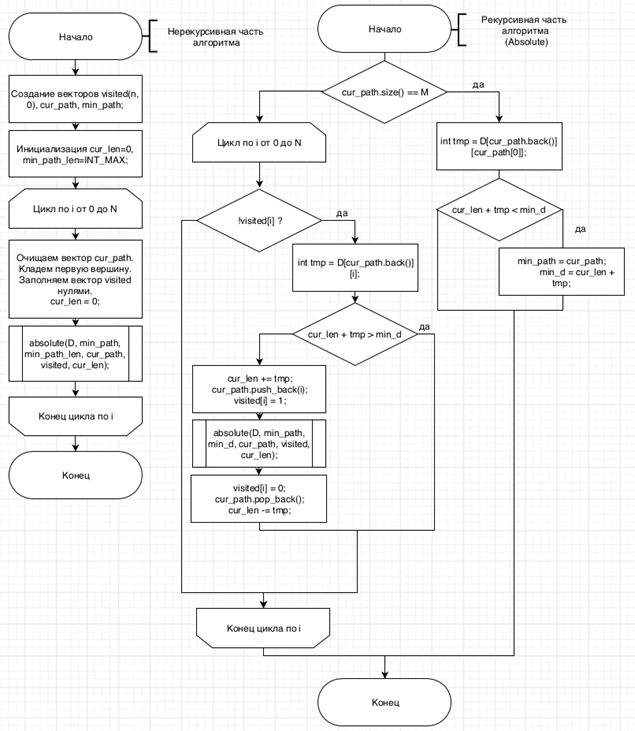 Начало
Нерекурсивная часть
алгоритма
Создание векторов visited(n,
0), cur_path, min_path;
Инициализация cur_len=0,
min_path_len=INT_MAX;
Цикл по i от 0 до N
Очищаем вектор cur_path.
Кладем первую вершину.
Заполняем вектор visited
нулями.
cur_len = 0;
absolute(D, min_path,
min_path_len, cur_path,
visited, cur_len);
Конец цикла по i
Конец
Начало
Рекурсивная часть
алгоритма
(Absolute)
cur_path.size() == M
да
Цикл по i от 0 до N
!visited[i] ?
да
int tmp = D[cur_path.back()]
[i];
cur_len + tmp > min_d
да
cur_len += tmp;
cur_path.push_back(i);
visited[i] = 1;
absolute(D, min_path,
min_d, cur_path, visited,
cur_len);
visited[i] = 0;
cur_path.pop_back();
cur_len -= tmp;
Конец цикла по i
int tmp = D[cur_path.back()]
[cur_path[0]];
cur_len + tmp < min_d
да
min_path = cur_path;
min_d = cur_len +
tmp;
Конец